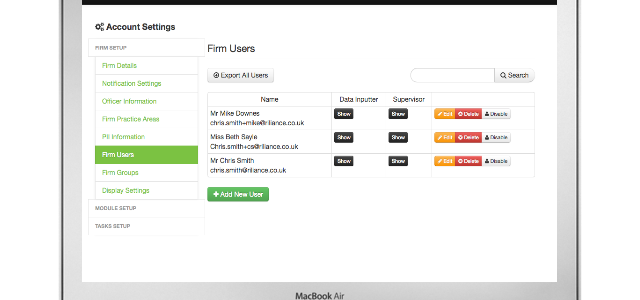 Account Settings
FIRM SETUP
Firm Details
Notification Settings
Officer Information
Firm Practice Areas
PII Information
Firm Users
Firm Groups
Display Settings
MODULE SETUP
TASKS SETUP
Firm Users
Export All Users
Search
Name Data Inputter Supervisor
Mr Mike Downes Show Show Edit Delete Disable
chris.smith+mike@riliance.co.uk
Miss Beth Sayle Show Show Edit Delete Disable
Chris.smith+cs@riliance.co.uk
Mr Chris Smith Show Show Edit Delete Disable
chris.smith@riliance.co.uk
Add New User
MacBook Air